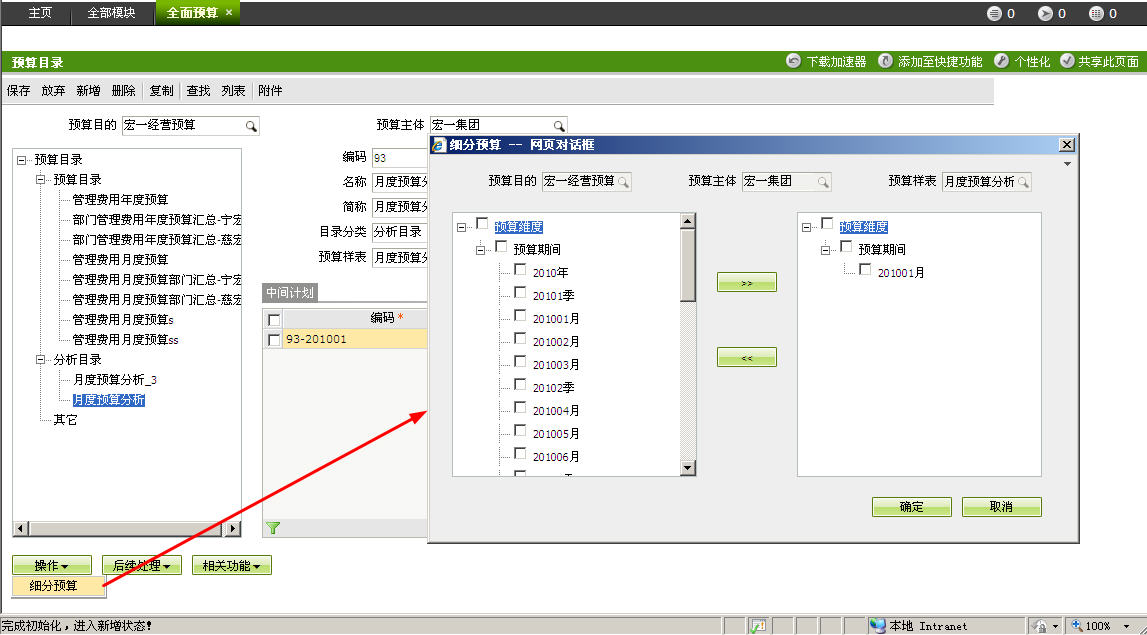 主页 全部模块 全面预算 × 0 0 0
预算目录 下载加速器 添加至快捷功能 个性化 共享此页面
保存 放弃 新增 删除 复制 查找 列表 附件
预算目的 宏一经营预算 预算主体 宏一集团
预算目录
预算目录
管理费用年度预算
部门管理费用年度预算汇总-宁宏
部门管理费用年度预算汇总-慈宏
管理费用月度预算
管理费用月度预算部门汇总-宁宏
管理费用月度预算部门汇总-慈宏
管理费用月度预算s
管理费用月度预算ss
分析目录
月度预算分析_3
月度预算分析
其它
编码 93
名称 月度预算分
简称 月度预算分
目录分类 分析目录
预算样表 月度预算分
中间计划
编码 *
93-201001
细分预算 -- 网页对话框
预算目的 宏一经营预算 预算主体 宏一集团 预算样表 月度预算分析
预算维度
预算期间
2010年
20101季
201001月
201002月
201003月
20102季
201004月
201005月
201006月
>>
<<
预算维度
预算期间
201001月
确定 取消
操作 后续处理 相关功能
细分预算
完成初始化，进入新增状态! 本地 Intranet 100%